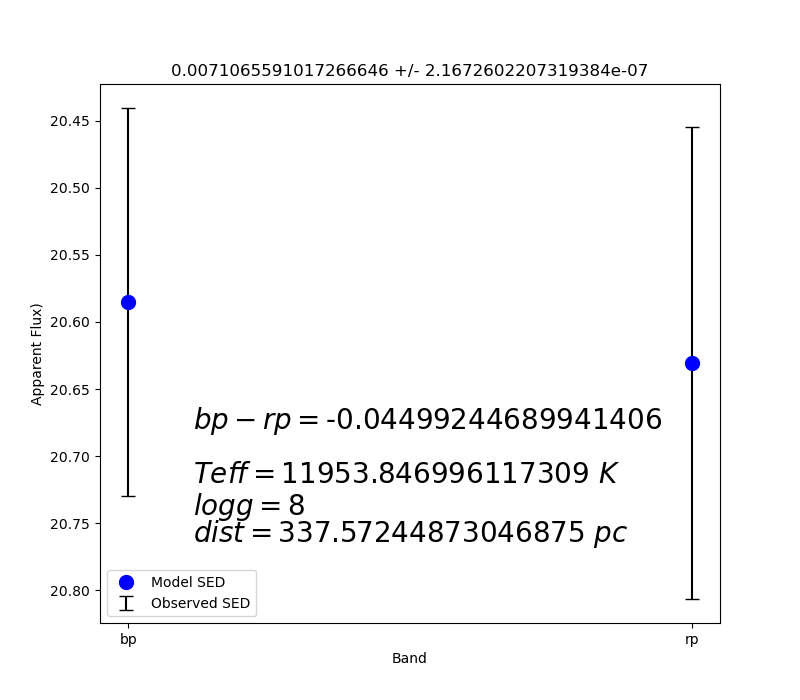 0.0071065591017266646 +/- 2.1672602207319384e-07
20.45
20.50
20.55
20.60
20.65
20.70
20.75
20.80
Apparent Flux)
bp − rp = -0.04499244689941406
Teff = 11953.846996117309 K
logg = 8
dist = 337.57244873046875 pc
Model SED
Observed SED
bp
rp
Band